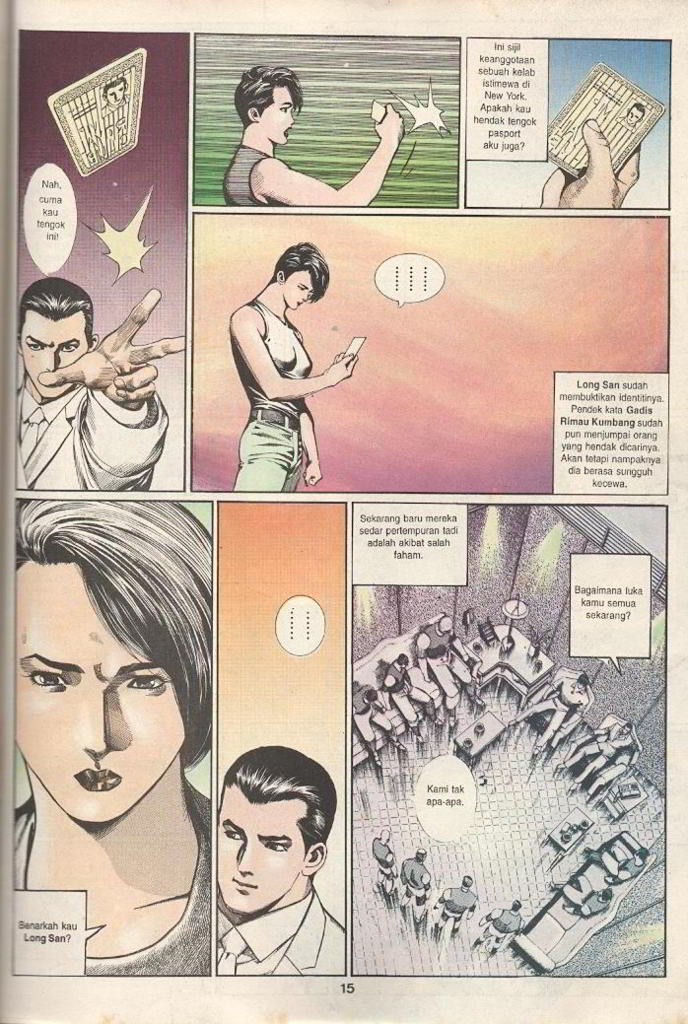 Nah,
cuma
kau
tengok
ini!
Ini sijil
keanggotaan
sebuah kelab
istimewa di
New York.
Apakah kau
hendak tengok
pasport
aku juga?
Long San sudah
membuktikan identitinya.
Pendek kata Gadis
Rimau Kumbang sudah
pun menjumpai orang
yang hendak dicarinya.
Akan tetapi nampaknya
dia berasa sungguh
kecewa.
Benarkah kau
Long San?
Sekarang baru mereka
sedar pertempuran tadi
adalah akibat salah
faham.
Bagaimana luka
kamu semua
sekarang?
Kami tak
apa-apa.
15